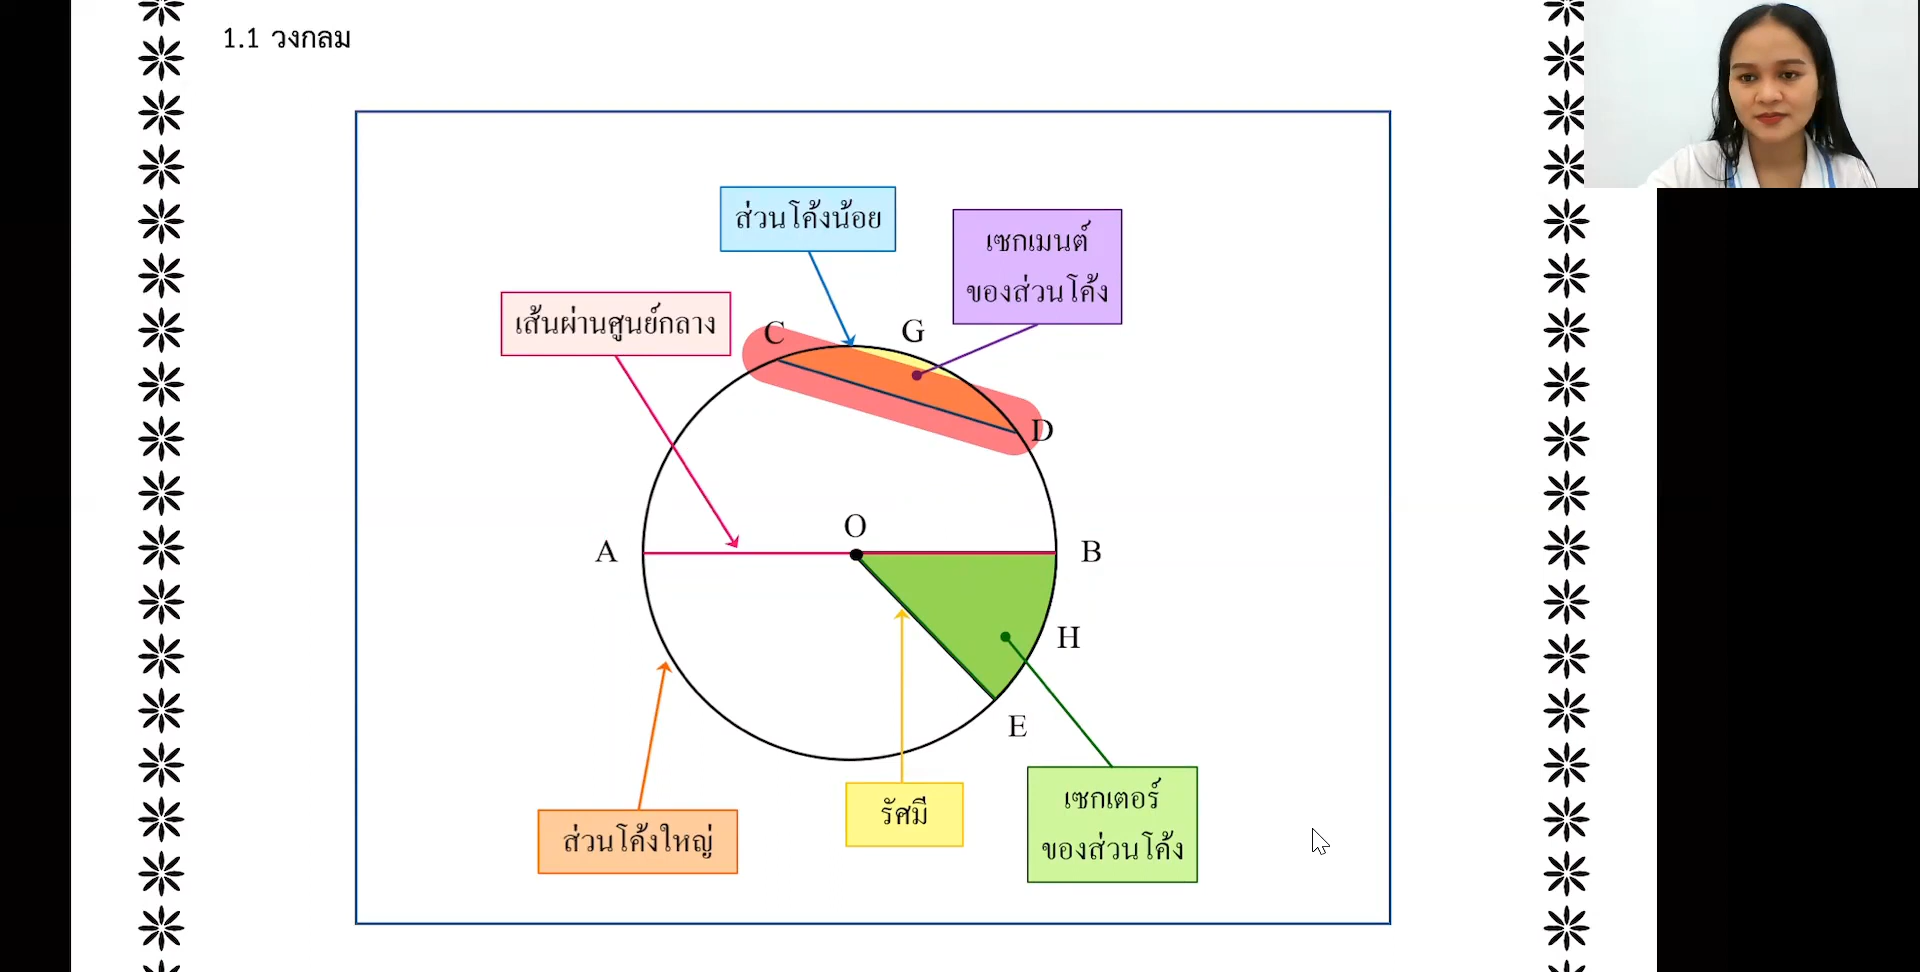 1.1 วงกลม
ส่วนโค้งน้อย
เซกเมนต์
ของส่วนโค้ง
เส้นผ่านศูนย์กลาง
C
G
D
O
A
B
H
E
รัศมี
เซกเตอร์
ของส่วนโค้ง
ส่วนโค้งใหญ่